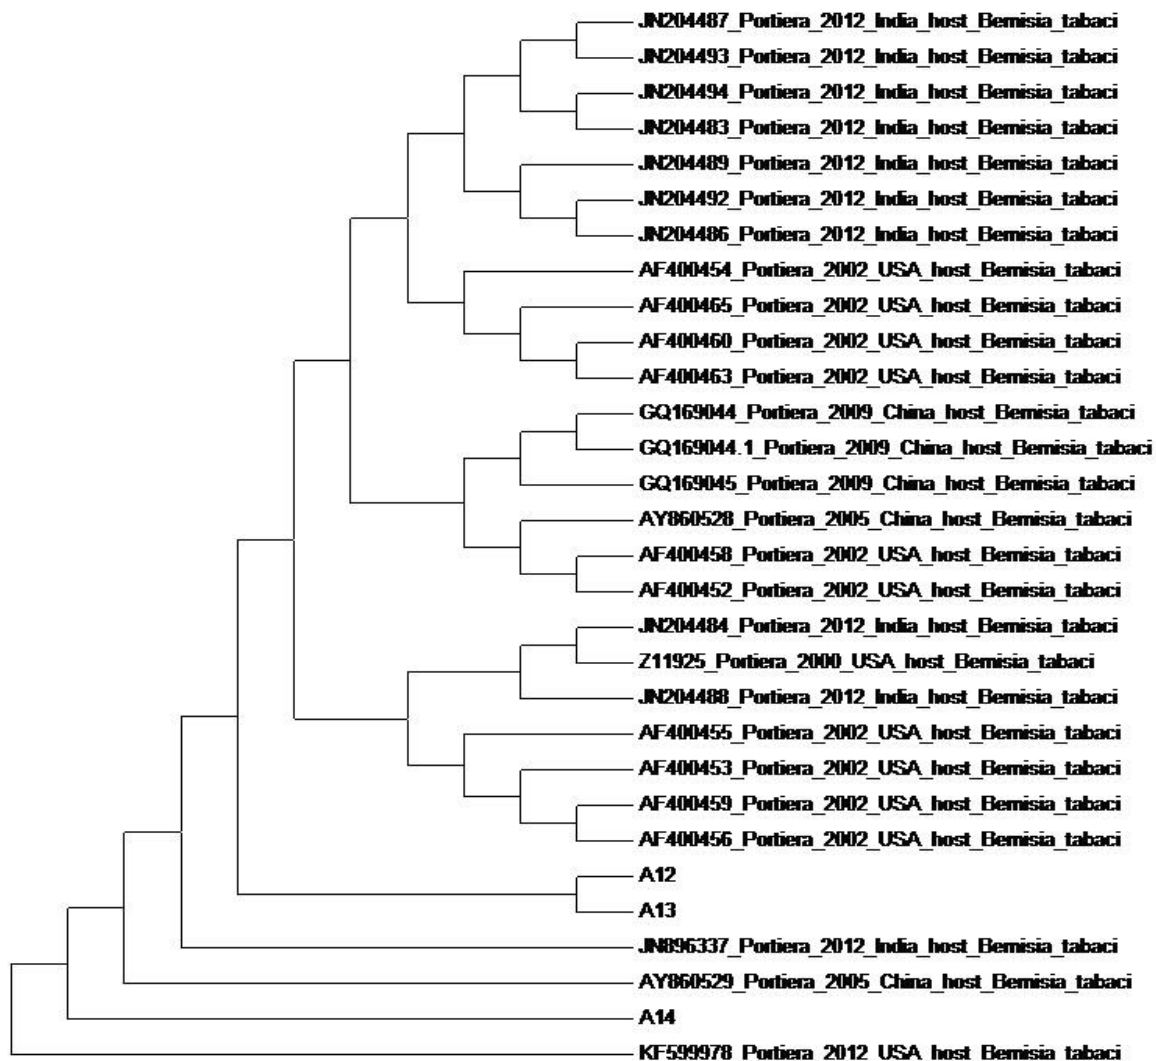 JN204487_Portiera_2012_India_host_Bemisia_tabaci
JN204493_Portiera_2012_India_host_Bemisia_tabaci
JN204494_Portiera_2012_India_host_Bemisia_tabaci
JN204483_Portiera_2012_India_host_Bemisia_tabaci
JN204489_Portiera_2012_India_host_Bemisia_tabaci
JN204492_Portiera_2012_India_host_Bemisia_tabaci
JN204486_Portiera_2012_India_host_Bemisia_tabaci
AF400454_Portiera_2002_USA_host_Bemisia_tabaci
AF400465_Portiera_2002_USA_host_Bemisia_tabaci
AF400460_Portiera_2002_USA_host_Bemisia_tabaci
AF400463_Portiera_2002_USA_host_Bemisia_tabaci
GQ169044_Portiera_2009_China_host_Bemisia_tabaci
GQ169044.1_Portiera_2009_China_host_Bemisia_tabaci
GQ169045_Portiera_2009_China_host_Bemisia_tabaci
AY860528_Portiera_2005_China_host_Bemisia_tabaci
AF400458_Portiera_2002_USA_host_Bemisia_tabaci
AF400452_Portiera_2002_USA_host_Bemisia_tabaci
JN204484_Portiera_2012_India_host_Bemisia_tabaci
Z11925_Portiera_2000_USA_host_Bemisia_tabaci
JN204488_Portiera_2012_India_host_Bemisia_tabaci
AF400455_Portiera_2002_USA_host_Bemisia_tabaci
AF400453_Portiera_2002_USA_host_Bemisia_tabaci
AF400459_Portiera_2002_USA_host_Bemisia_tabaci
AF400456_Portiera_2002_USA_host_Bemisia_tabaci
A12
A13
JN896337_Portiera_2012_India_host_Bemisia_tabaci
AY860529_Portiera_2005_China_host_Bemisia_tabaci
A14
KF599978_Portiera_2012_USA_host_Bemisia_tabaci